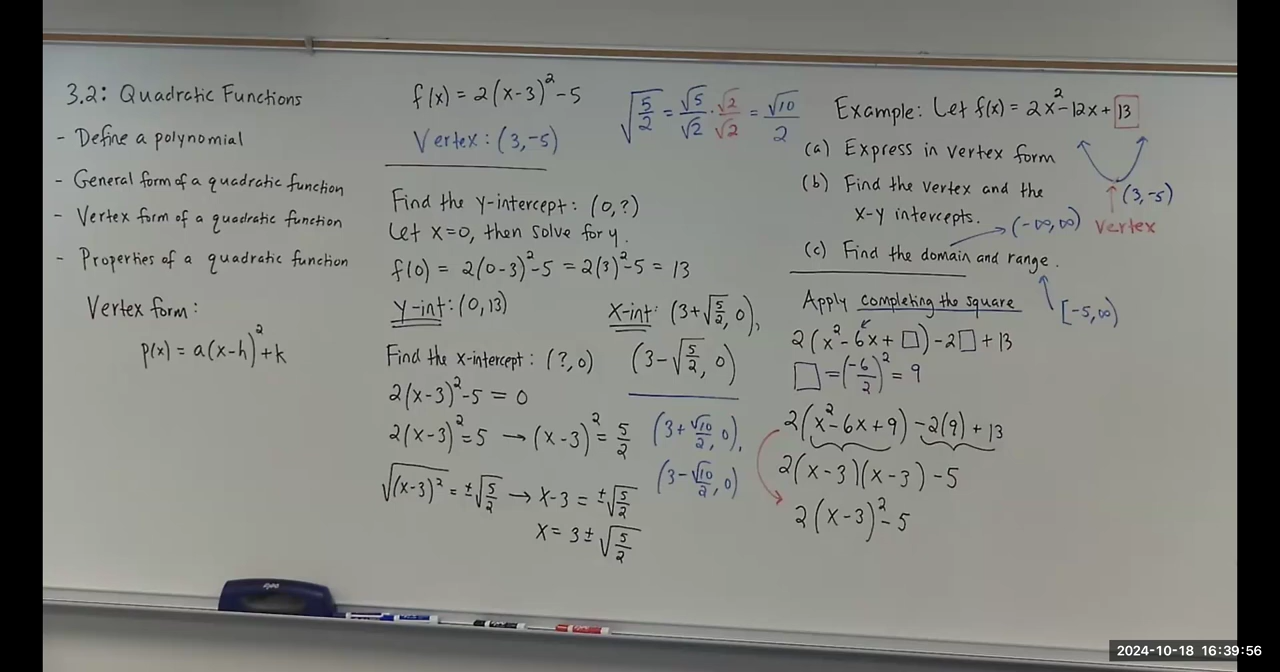 3.2: Quadratic Functions
- Define a polynomial
- General form of a quadratic function
- Vertex form of a quadratic function
- Properties of a quadratic function
Vertex form:
p(x) = a(x-h)² + k
f(x) = 2(x-3)² - 5
Vertex: (3, -5)
√(5/2) = √5/√2 · √2/√2 = √10/2
Find the y-intercept: (0, ?)
Let x=0, then solve for y.
f(0) = 2(0-3)² - 5 = 2(3)² - 5 = 13
Y-int: (0, 13)
X-int: (3+√(5/2), 0),
(3-√(5/2), 0)
Find the x-intercept: (?, 0)
2(x-3)² - 5 = 0
2(x-3)² = 5 → (x-3)² = 5/2
√(x-3)² = ±√(5/2) → x-3 = ±√(5/2)
x = 3 ± √(5/2)
(3+√10/2, 0),
(3-√10/2, 0)
Example: Let f(x) = 2x² - 12x + 13
(a) Express in vertex form
(b) Find the vertex and the
x-y intercepts.
(c) Find the domain and range.
(3, -5)
vertex
(-∞, ∞)
[-5, ∞)
Apply completing the square
2(x² - 6x + □) - 2□ + 13
□ = (-6/2)² = 9
2(x² - 6x + 9) - 2(9) + 13
2(x-3)(x-3) - 5
2(x-3)² - 5
expo
2024-10-18 16:39:56